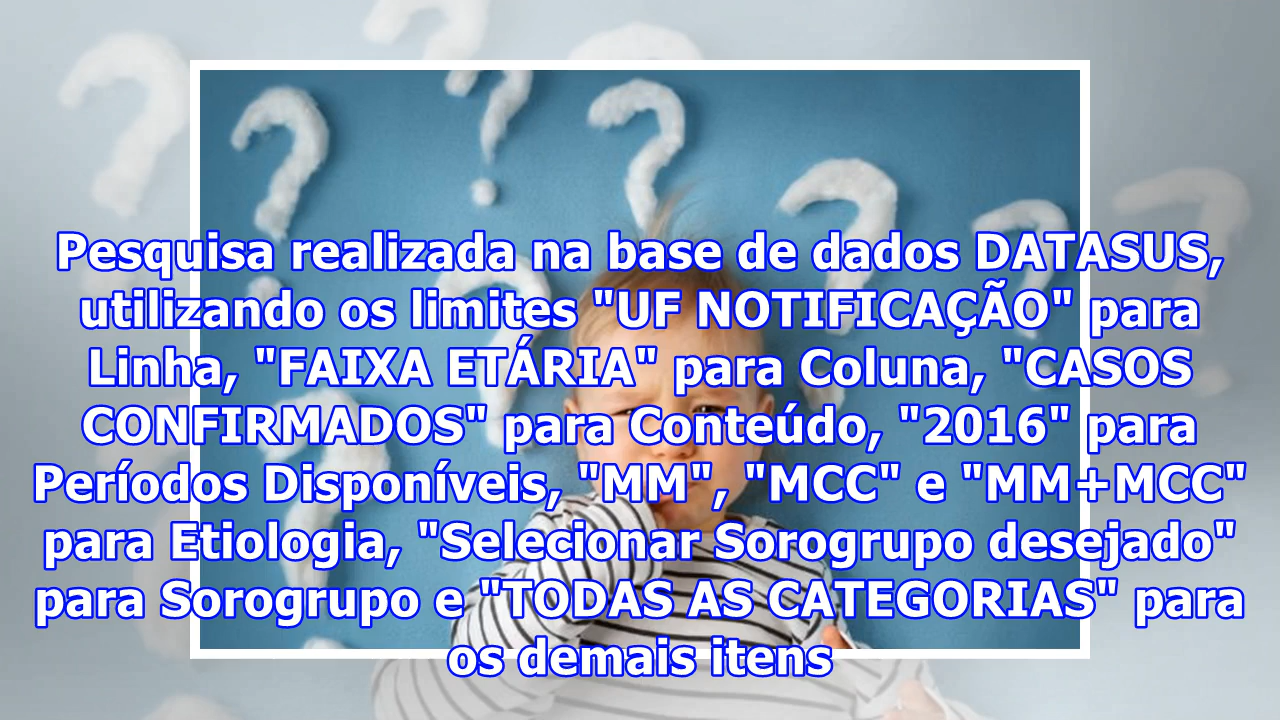 Pesquisa realizada na base de dados DATASUS,
utilizando os limites "UF NOTIFICAÇÃO" para
Linha, "FAIXA ETÁRIA" para Coluna, "CASOS
CONFIRMADOS" para Conteúdo, "2016" para
Períodos Disponíveis, "MM", "MCC" e "MM+MCC"
para Etiologia, "Selecionar Sorogrupo desejado"
para Sorogrupo e "TODAS AS CATEGORIAS" para
os demais itens